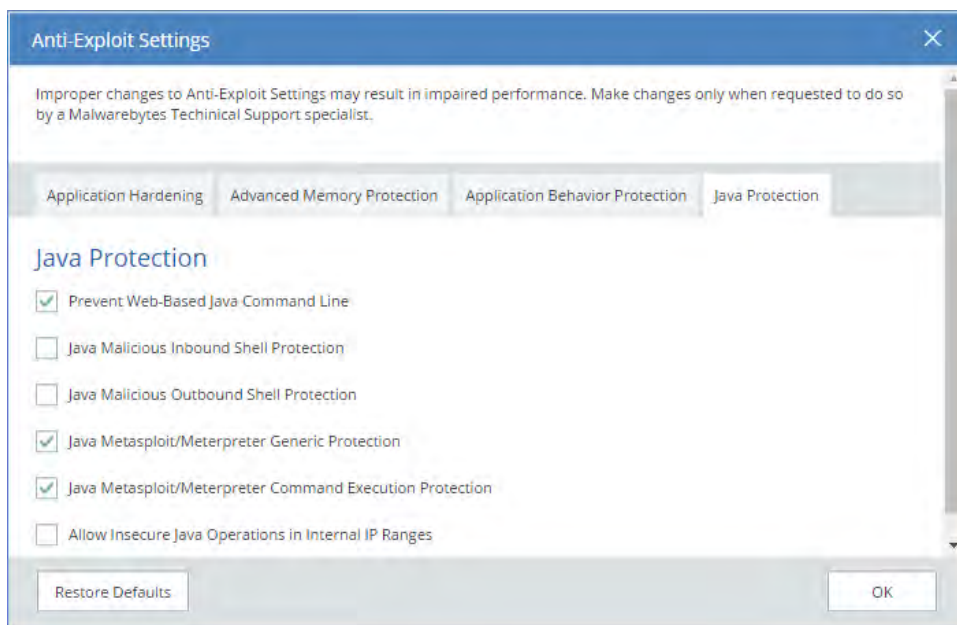 Anti-Exploit Settings
Improper changes to Anti-Exploit Settings may result in impaired performance. Make changes only when requested to do so
by a Malwarebytes Techinical Support specialist.
Application Hardening Advanced Memory Protection Application Behavior Protection Java Protection
Java Protection
Prevent Web-Based Java Command Line
Java Malicious Inbound Shell Protection
Java Malicious Outbound Shell Protection
Java Metasploit/Meterpreter Generic Protection
Java Metasploit/Meterpreter Command Execution Protection
Allow Insecure Java Operations in Internal IP Ranges
Restore Defaults OK